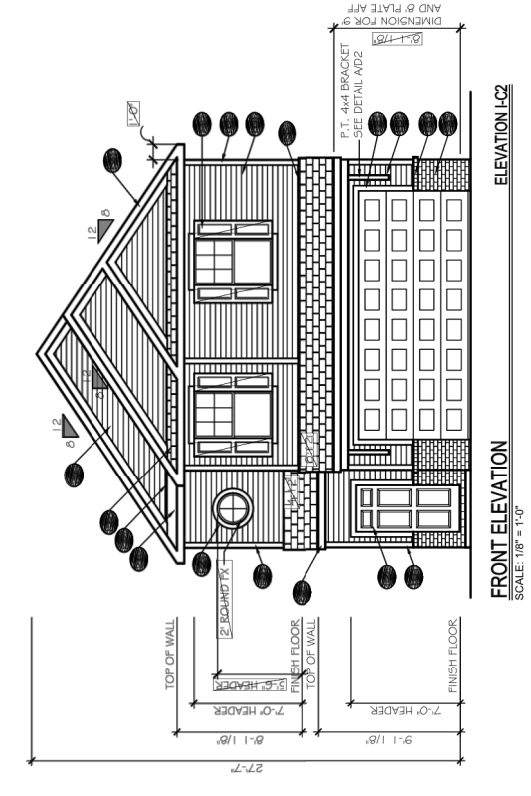 27'-7"
8'-1 1/8"
9'-1 1/8"
7'-0" HEADER
7'-0" HEADER
5'-6" HEADER
TOP OF WALL
FINISH FLOOR
TOP OF WALL
FINISH FLOOR
2' ROUND FX
12
8
12
8
12
8
1'-0"
P.T. 4x4 BRACKET
SEE DETAIL A/D2
8'-1 1/8"
DIMENSION FOR 9'
AND 8' PLATE AFF
FRONT ELEVATION
SCALE: 1/8" = 1'-0"
ELEVATION I-C2